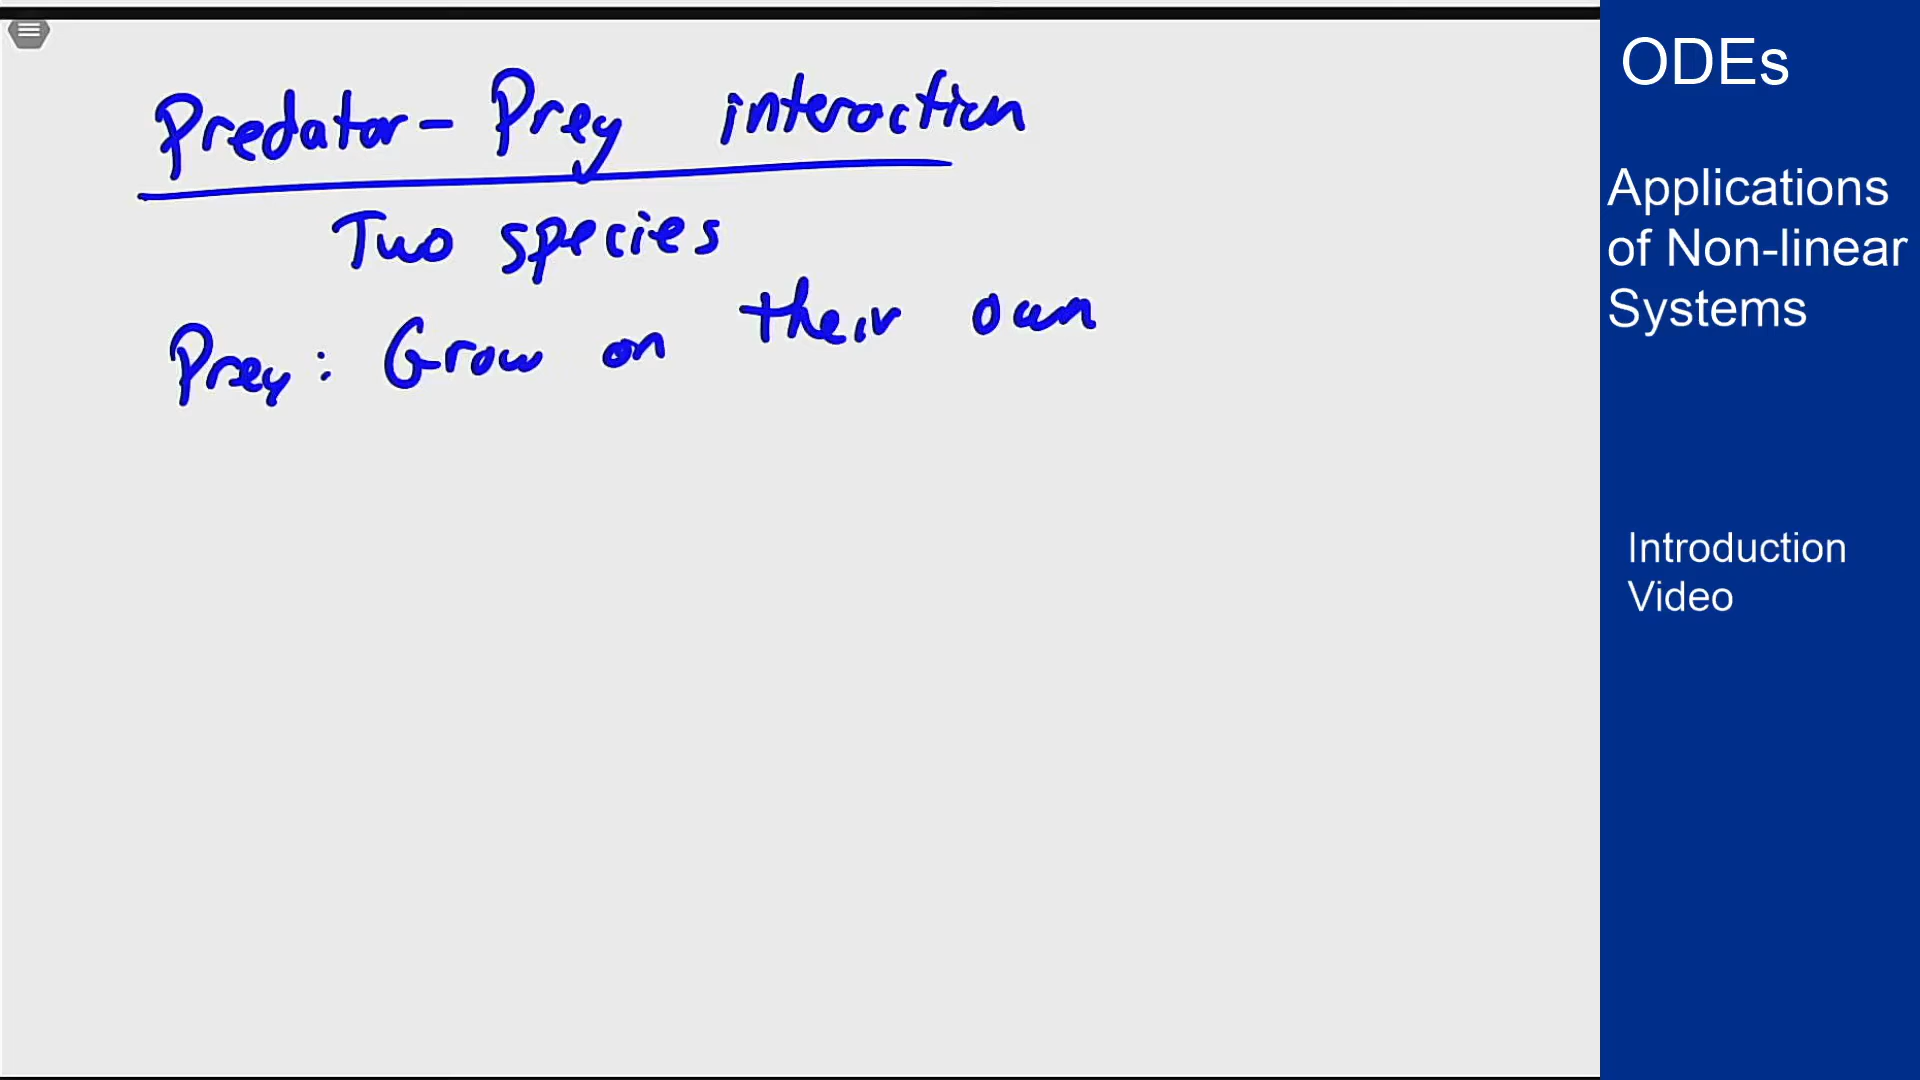 Predator-Prey interaction
Two species
Prey: Grow on their own
ODEs
Applications
of Non-linear
Systems
Introduction
Video